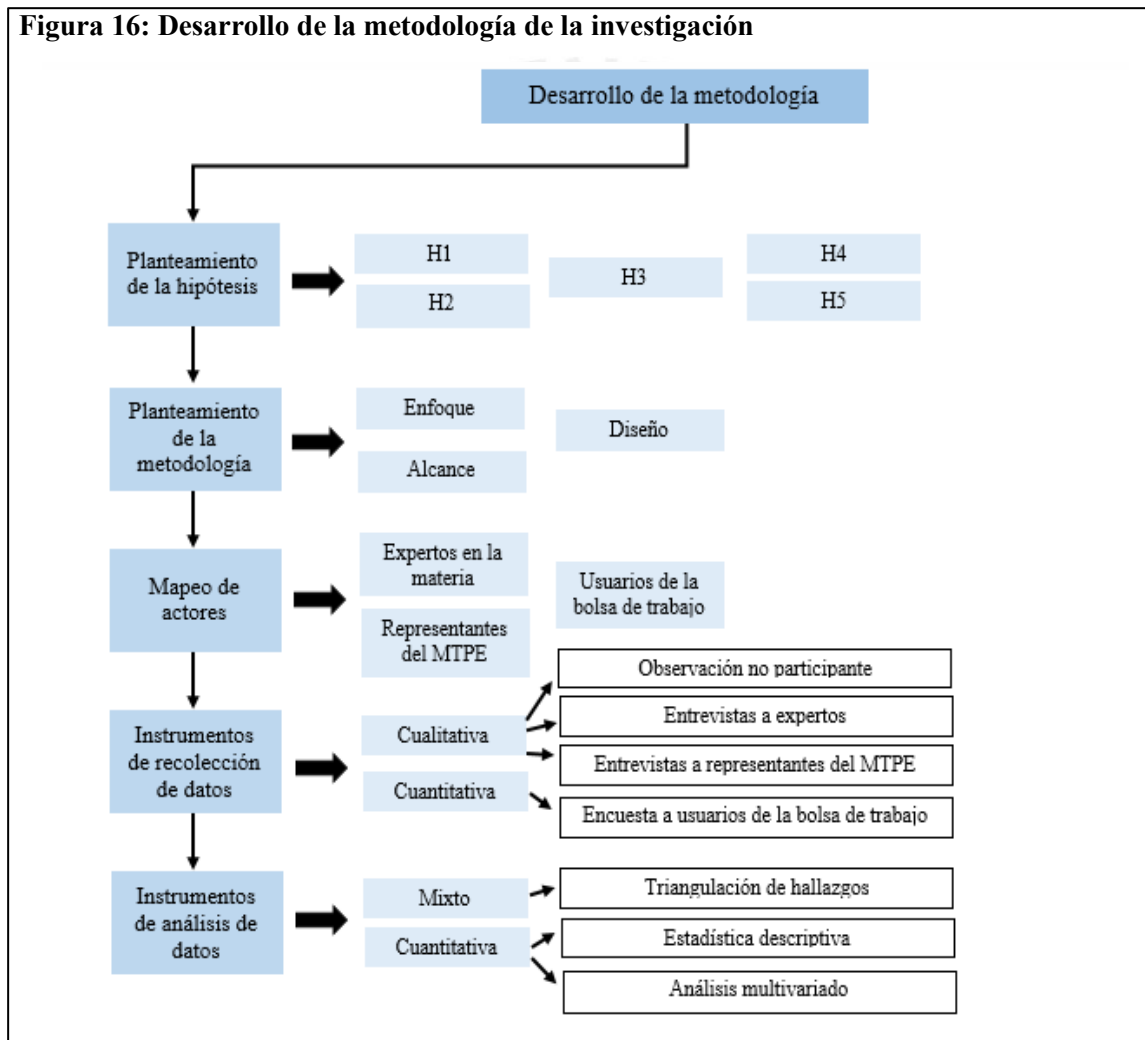 Figura 16: Desarrollo de la metodología de la investigación
Desarrollo de la metodología
Planteamiento
de la hipótesis
H1
H2
H3
H4
H5
Planteamiento
de la
metodología
Enfoque
Alcance
Diseño
Mapeo de
actores
Expertos en la
materia
Representantes
del MTPE
Usuarios de la
bolsa de trabajo
Instrumentos
de recolección
de datos
Cualitativa
Cuantitativa
Observación no participante
Entrevistas a expertos
Entrevistas a representantes del MTPE
Encuesta a usuarios de la bolsa de trabajo
Instrumentos
de análisis de
datos
Mixto
Cuantitativa
Triangulación de hallazgos
Estadística descriptiva
Análisis multivariado